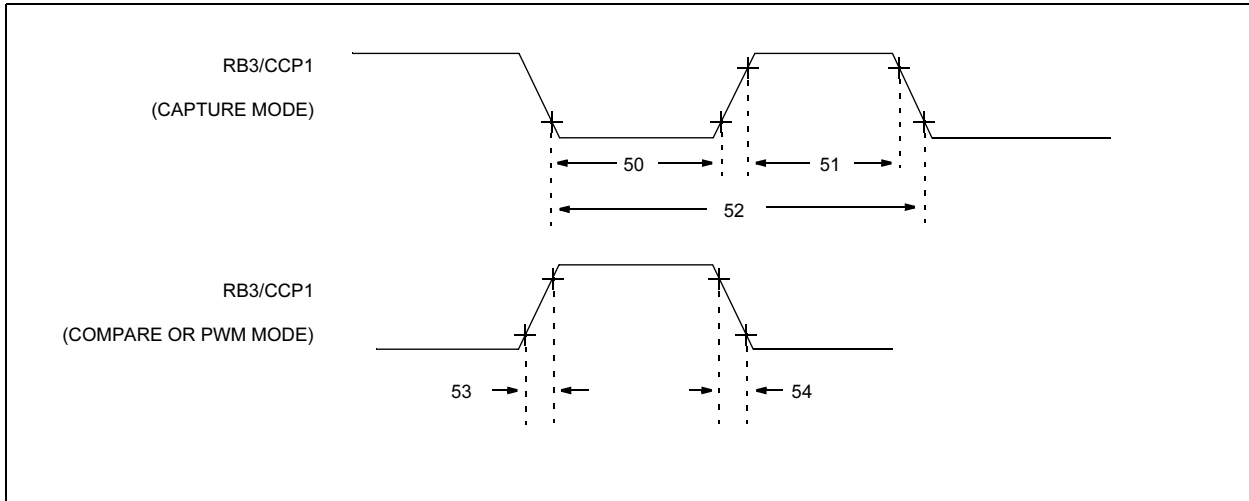 RB3/CCP1
(CAPTURE MODE)
50
51
52
RB3/CCP1
(COMPARE OR PWM MODE)
53
54